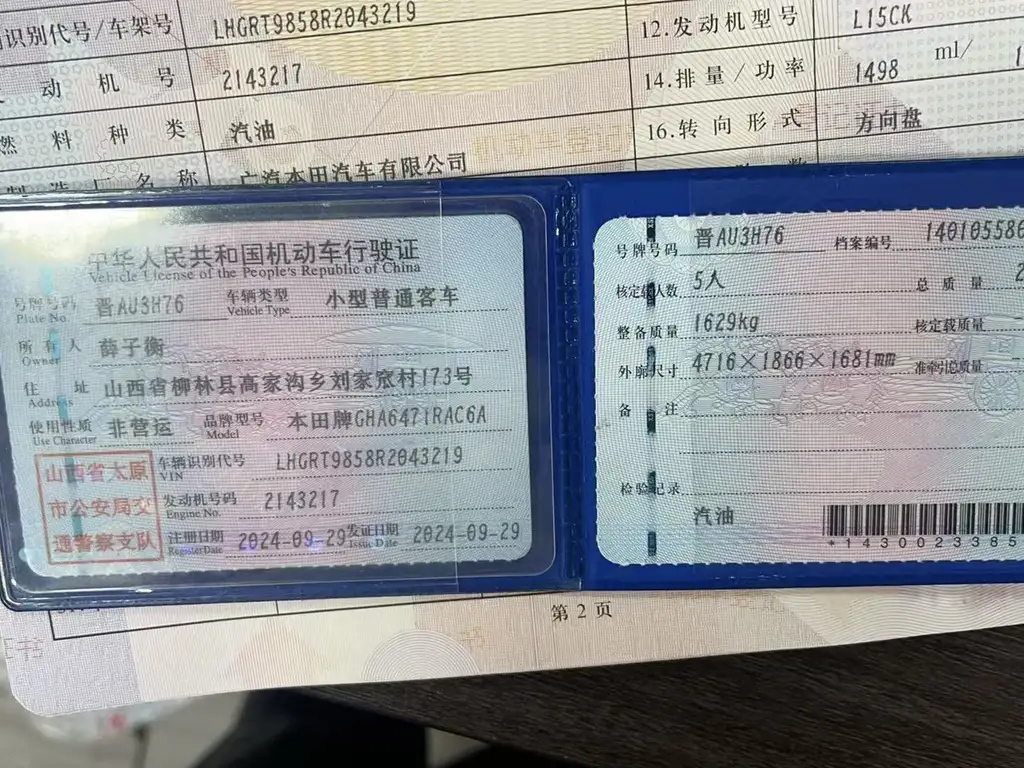 识别代号/车架号 LHGRT9858R2043219 12.发动机型号 L15CK
动机号 2143217 14.排量/功率 1498 ml/
燃料种类 汽油 16.转向形式 方向盘
名称 广汽本田汽车有限公司
中华人民共和国机动车行驶证
Vehicle License of the People's Republic of China
号牌号码 晋AU3H76 车辆类型 小型普通客车
Plate No. Vehicle Type
所有人 薛子衡
Owner
住址 山西省柳林县高家沟乡刘家庄村173号
Address
使用性质 非营运 品牌型号 本田牌GHA6471RAC6A
Use Character Model
山西省太原
市公安局交
通警察支队
车辆识别代号 LHGRT9858R2043219
VIN
发动机号码 2143217
Engine No.
注册日期 2024-09-29 发证日期 2024-09-29
Register Date Issue Date
号牌号码 晋AU3H76 档案编号 140105586
核定载人数 5人 总质量 2
整备质量 1629kg 核定载质量
外廓尺寸 4716×1866×1681mm 准牵引总质量
备注
检验记录
汽油
*1430023385
第 2 页